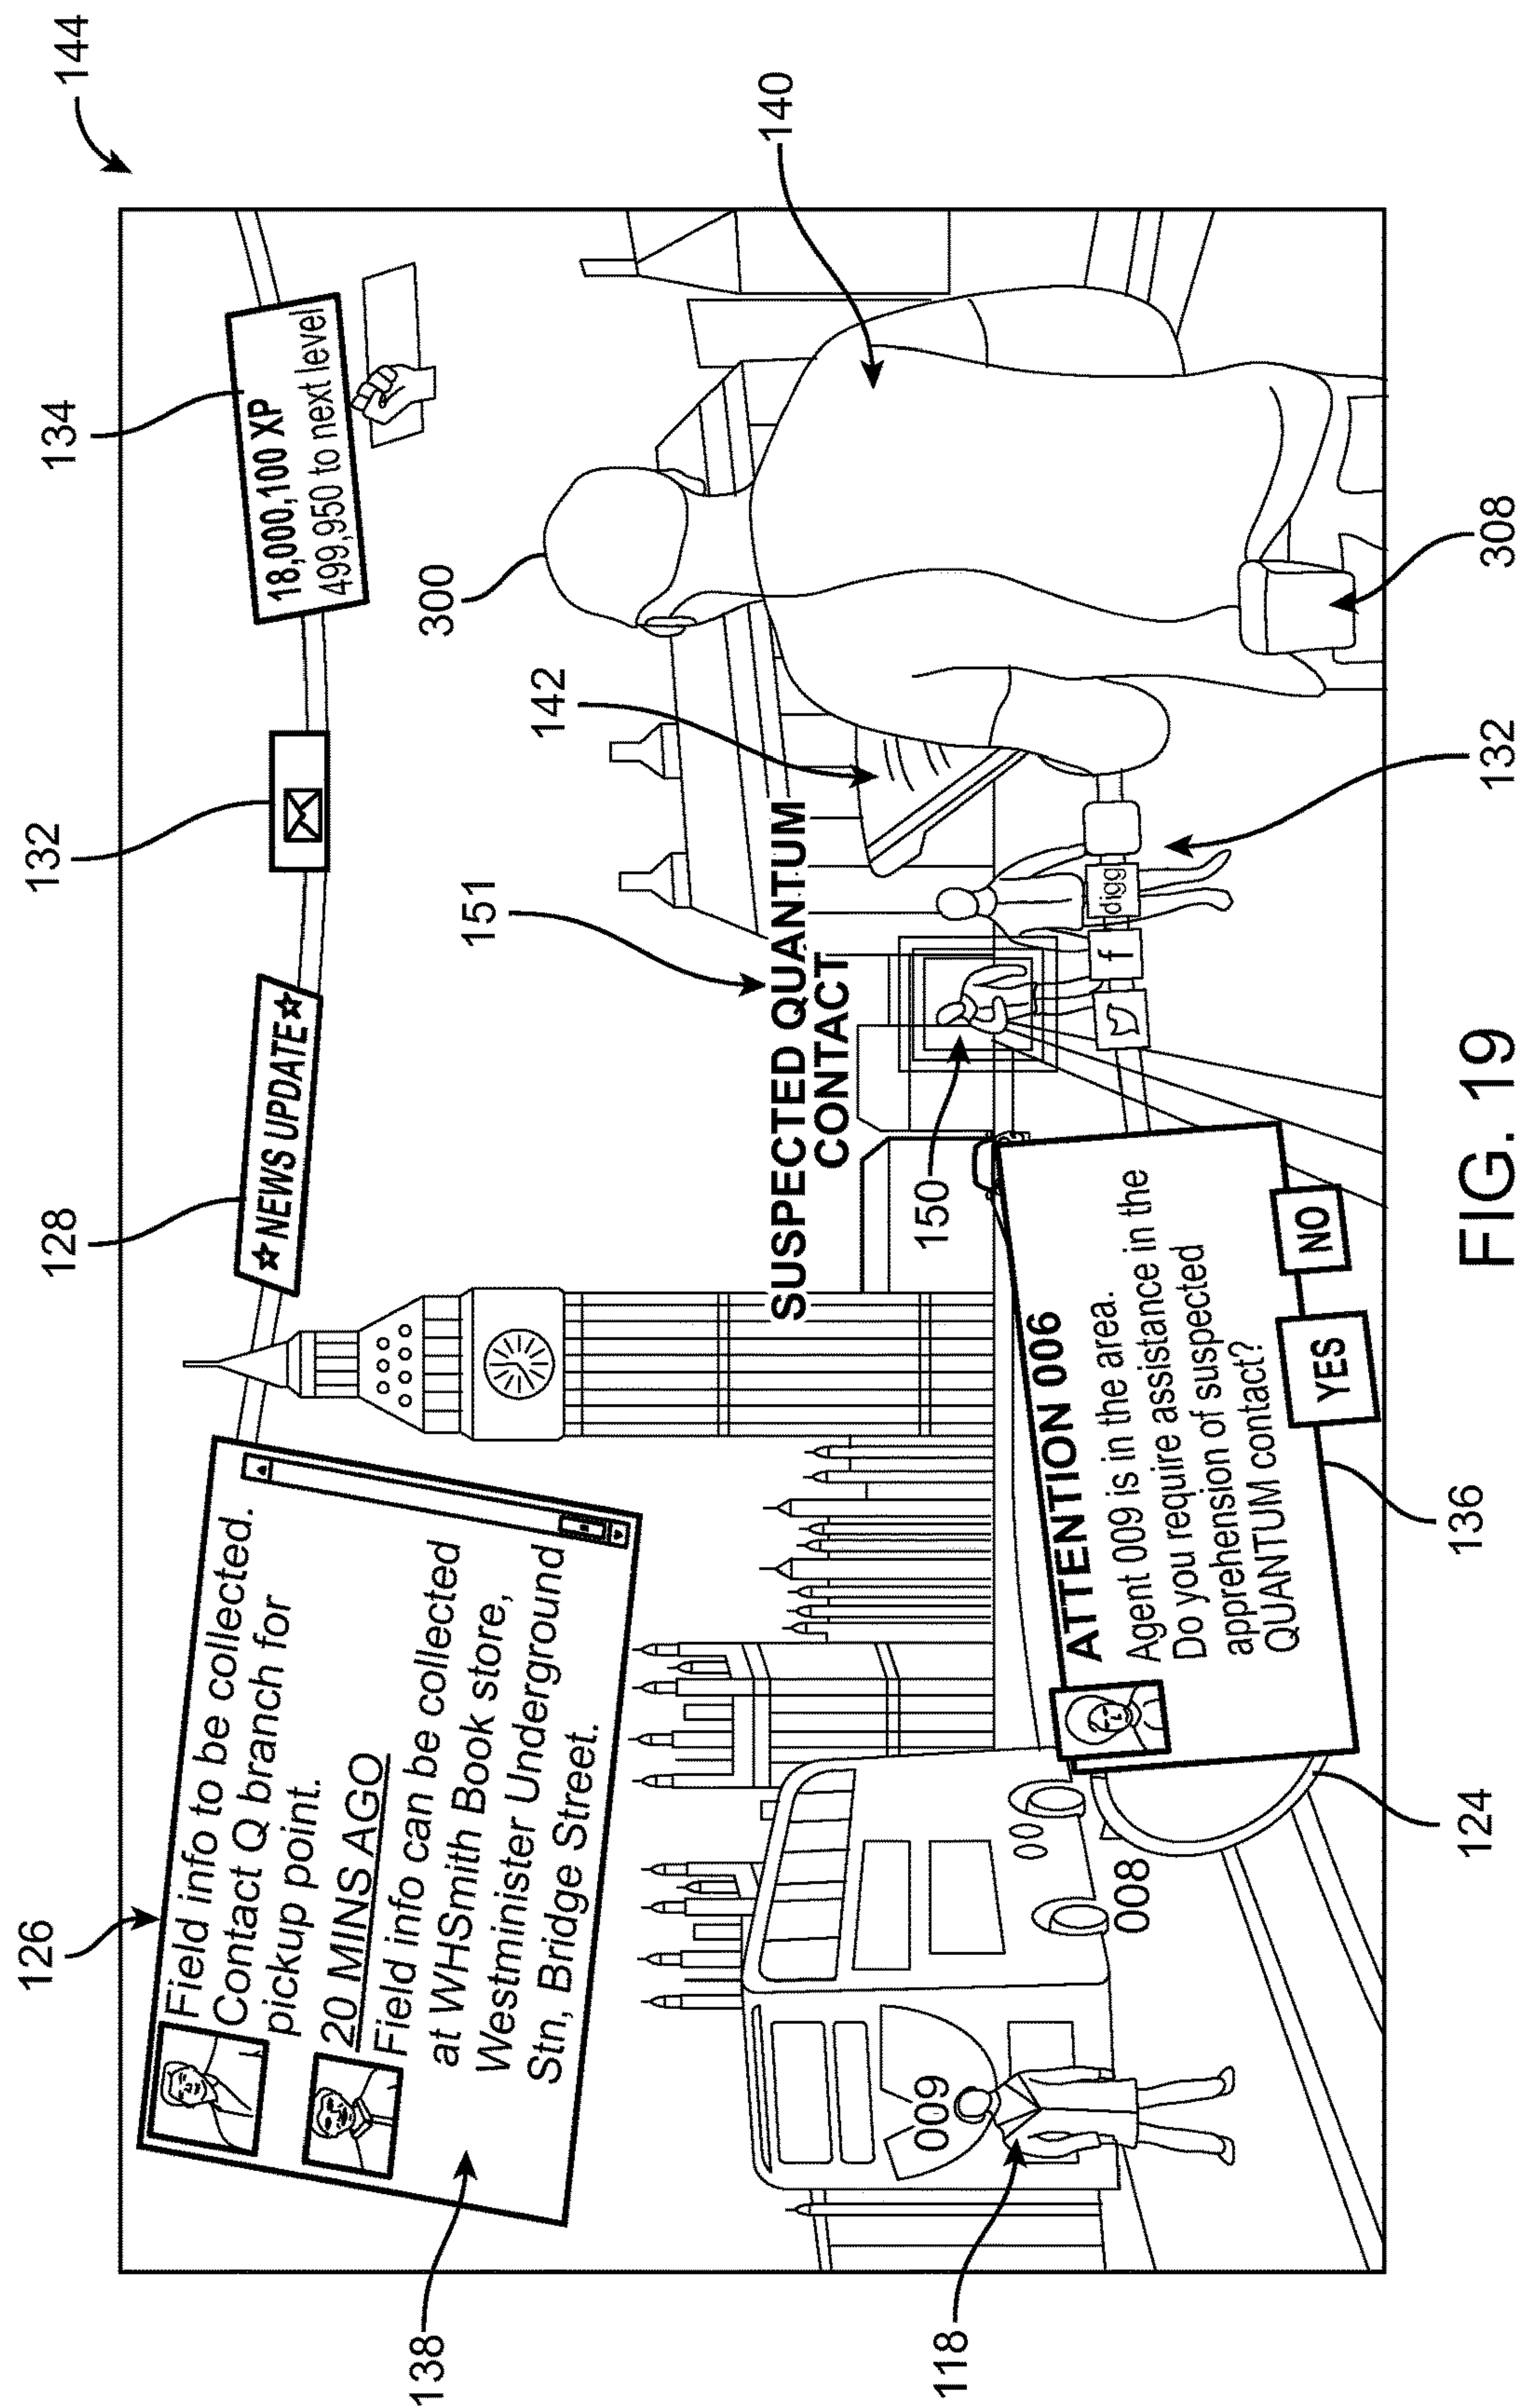 144
126
128
132
134
Field info to be collected.
Contact Q branch for
pickup point.
20 MINS AGO
Field info can be collected
at WHSmith Book store,
Westminister Underground
Stn, Bridge Street.
☆NEWS UPDATE☆
18,000,100 XP
499,950 to next level
138
151
142
300
140
SUSPECTED QUANTUM
CONTACT
009
118
008
150
ATTENTION 006
Agent 009 is in the area.
Do you require assistance in the
apprehension of suspected
QUANTUM contact?
YES
NO
f
digg
124
136
132
308
FIG. 19